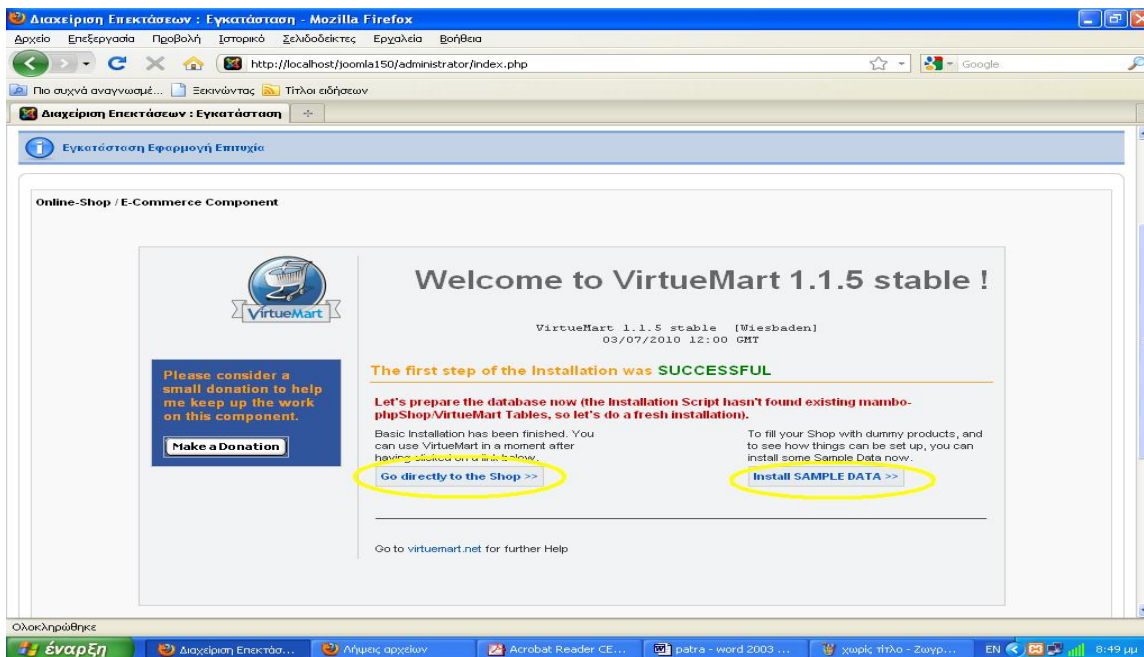 Διαχείριση Επεκτάσεων : Εγκατάσταση - Mozilla Firefox
Αρχείο Επεξεργασία Προβολή Ιστορικό Σελιδοδείκτες Εργαλεία Βοήθεια
http://localhost/joomla150/administrator/index.php
Google
Πιο συχνά αναγνωσμέ... Ξεκινώντας Τίτλοι ειδήσεων
Διαχείριση Επεκτάσεων : Εγκατάσταση
Εγκατάσταση Εφαρμογή Επιτυχία
Online-Shop / E-Commerce Component
VirtueMart
Welcome to VirtueMart 1.1.5 stable !
VirtueMart 1.1.5 stable [Wiesbaden]
03/07/2010 12:00 GMT
Please consider a
small donation to help
me keep up the work
on this component.
Make a Donation
The first step of the Installation was SUCCESSFUL
Let's prepare the database now (the Installation Script hasn't found existing mambo-
phpShop/VirtueMart Tables, so let's do a fresh installation).
Basic Installation has been finished. You
can use VirtueMart in a moment after
having clicked on a link below.
Go directly to the Shop >>
To fill your Shop with dummy products, and
to see how things can be set up, you can
install some Sample Data now.
Install SAMPLE DATA >>
Go to virtuemart.net for further Help
Ολοκληρώθηκε
έναρξη
Διαχείριση Επεκτάσ...
Λήψεις αρχείων
Acrobat Reader CE...
patra - word 2003 ...
χωρίς τίτλο - Ζωγρ...
EN
8:49 μμ